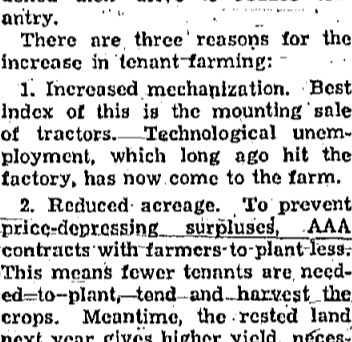 antry.
There are three reasons for the
increase in tenant farming:
1. Increased mechanization. Best
index of this is the mounting sale
of tractors. Technological unem-
ployment, which long ago hit the
factory, has now come to the farm.
2. Reduced acreage. To prevent
price-depressing surpluses, AAA
contracts with farmers to plant less.
This means fewer tenants are need-
ed to plant, tend and harvest the
crops. Meantime, the rested land
next year gives higher yield, neces-